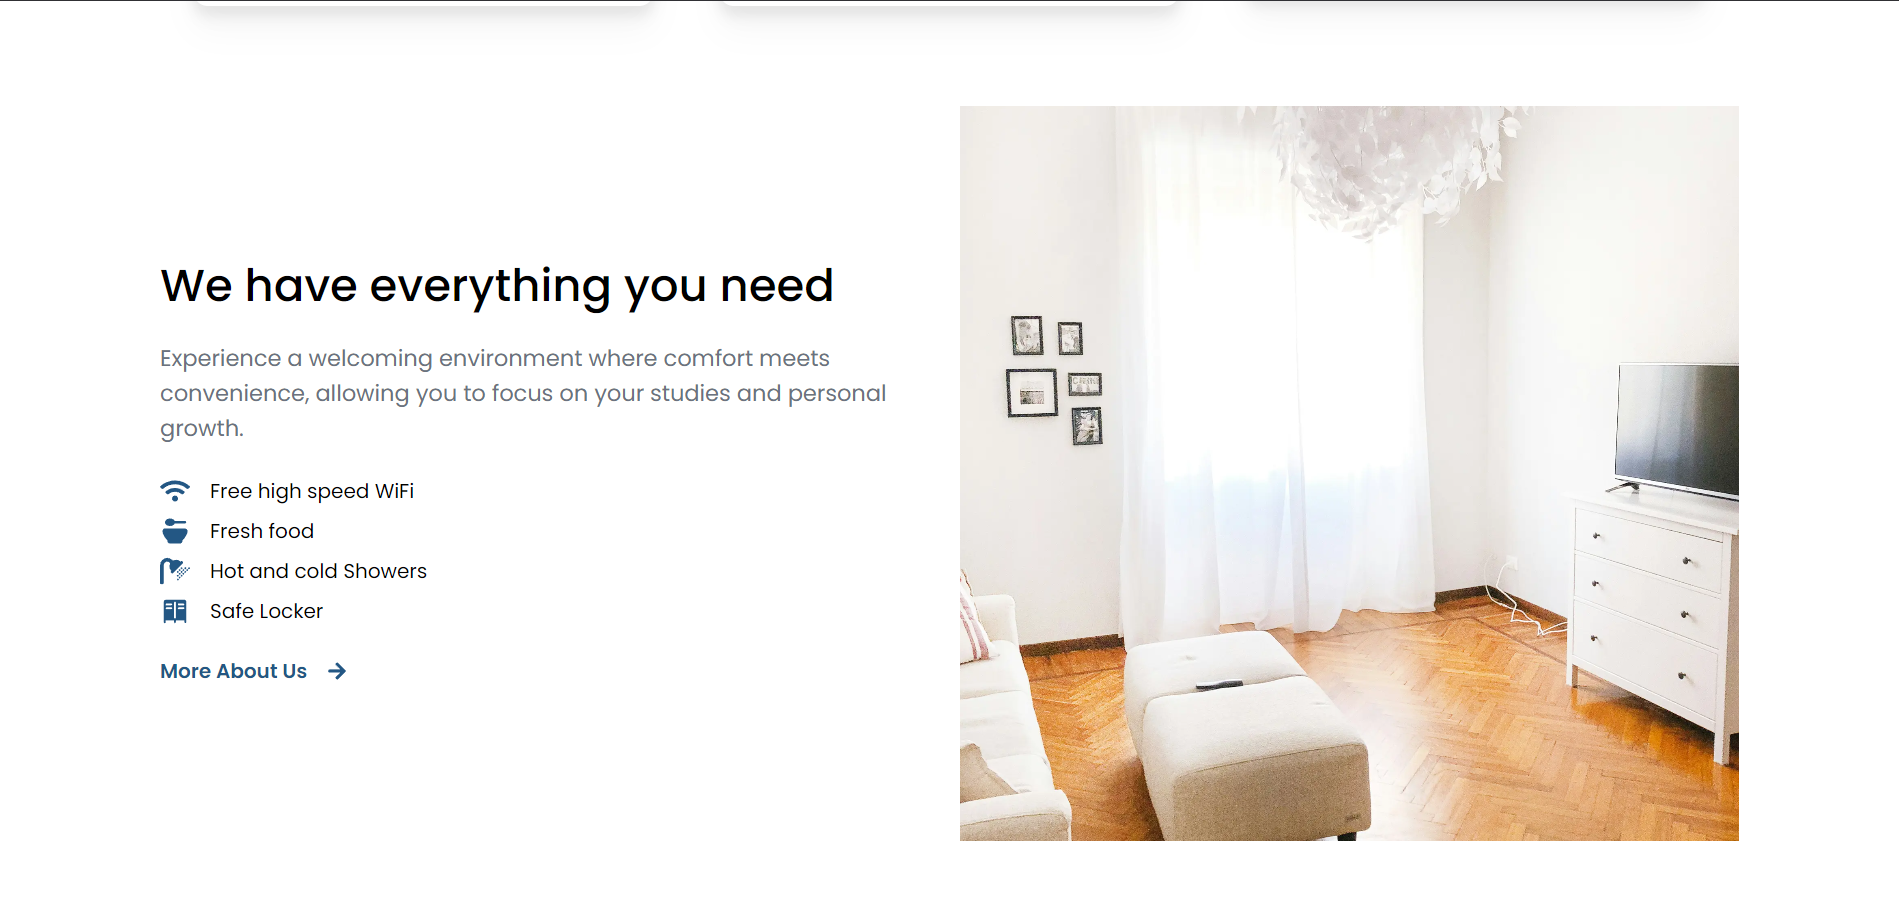 We have everything you need
Experience a welcoming environment where comfort meets
convenience, allowing you to focus on your studies and personal
growth.
Free high speed WiFi
Fresh food
Hot and cold Showers
Safe Locker
More About Us